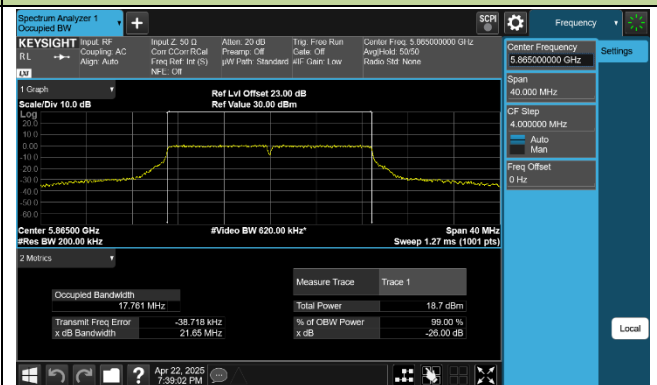 Spectrum Analyzer 1
Occupied BW
SCPI
Frequency
KEYSIGHT
RL
LXI
Input: RF
Coupling: AC
Align: Auto
Input Z: 50 Ω
Corr CCorr RCal
Freq Ref: Int (S)
NFE: Off
Atten: 20 dB
Preamp: Off
µW Path: Standard
Trig: Free Run
Gate: Off
#IF Gain: Low
Center Freq: 5.865000000 GHz
Avg|Hold: 50/50
Radio Std: None
Center Frequency
5.865000000 GHz
Settings
Span
40.000 MHz
CF Step
4.000000 MHz
Auto
Man
Freq Offset
0 Hz
1 Graph
Scale/Div 10.0 dB
Ref Lvl Offset 23.00 dB
Ref Value 30.00 dBm
Log
20.0
10.0
0.00
-10.0
-20.0
-30.0
-40.0
-50.0
-60.0
Center 5.86500 GHz
#Res BW 200.00 kHz
#Video BW 620.00 kHz*
Span 40 MHz
Sweep 1.27 ms (1001 pts)
2 Metrics
Measure Trace Trace 1
Occupied Bandwidth
17.761 MHz
Total Power 18.7 dBm
Transmit Freq Error -38.718 kHz
% of OBW Power 99.00 %
x dB Bandwidth 21.65 MHz
x dB -26.00 dB
Local
Apr 22, 2025
7:39:02 PM